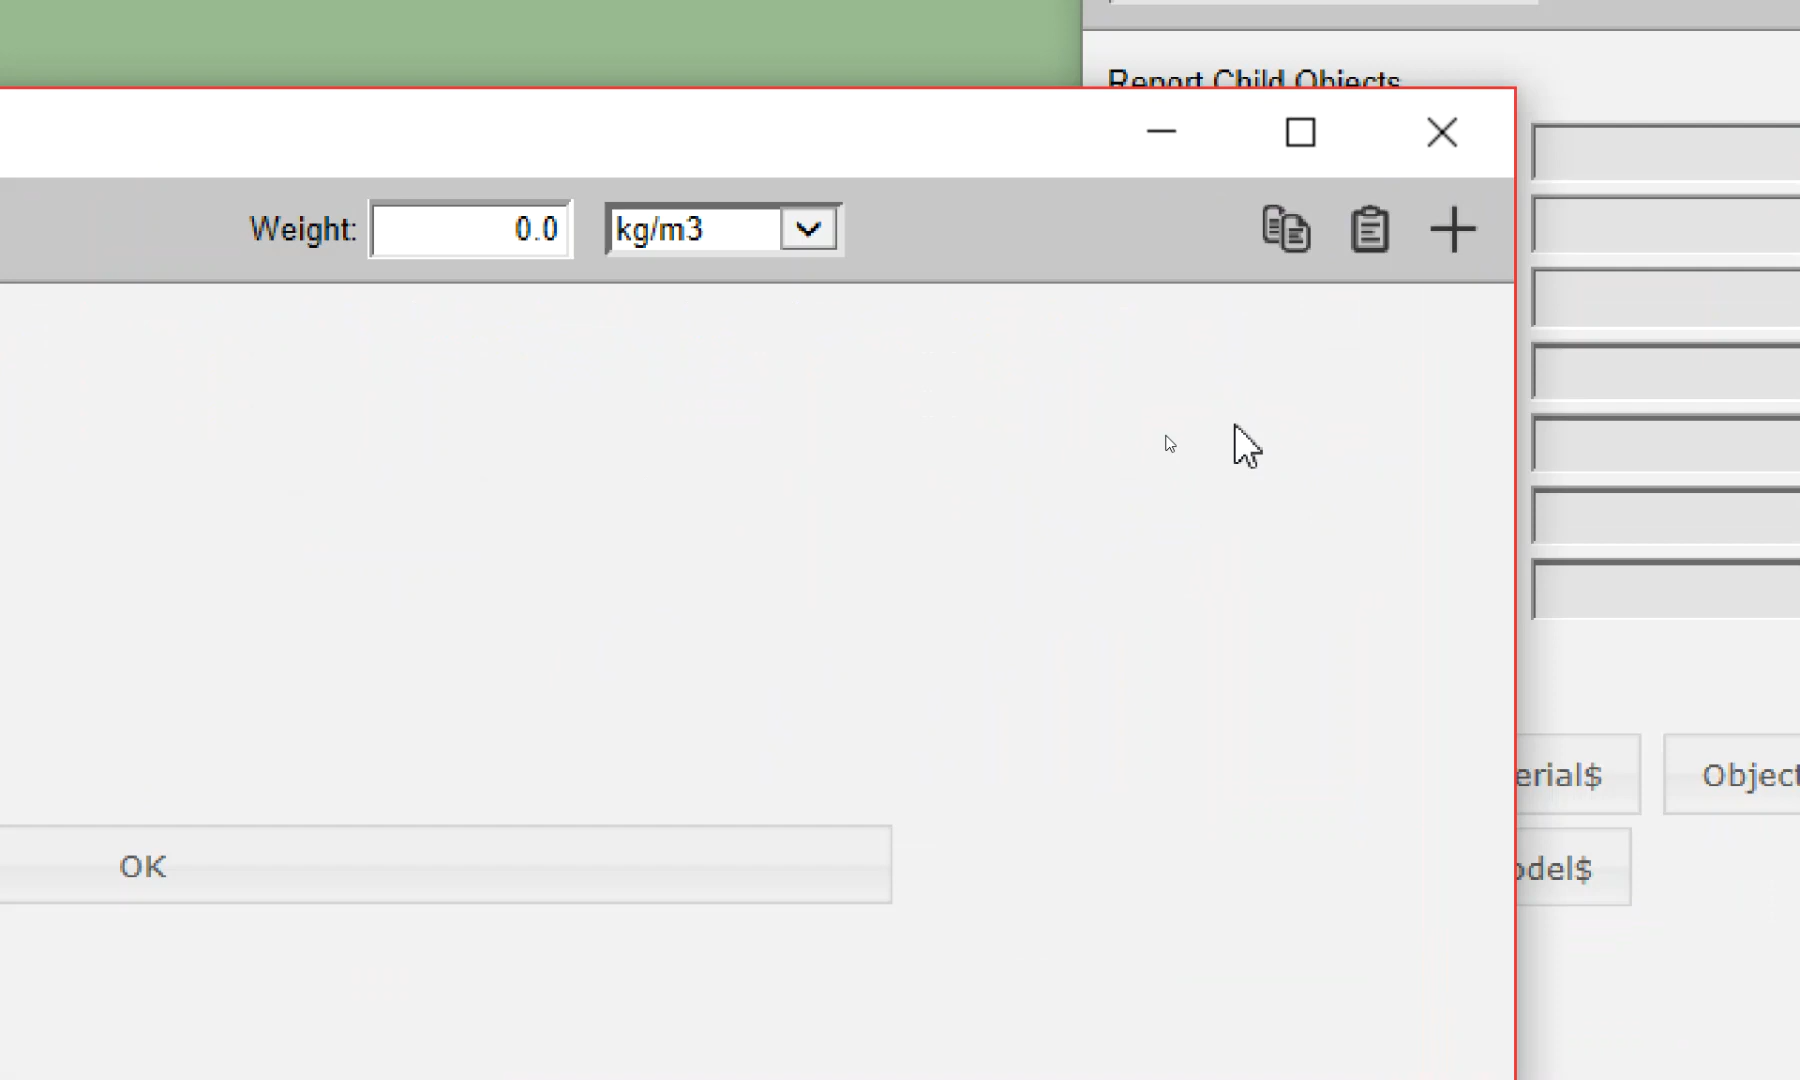 Report Child Objects
Weight: 0.0 kg/m3
erial$ Object
OK
odel$